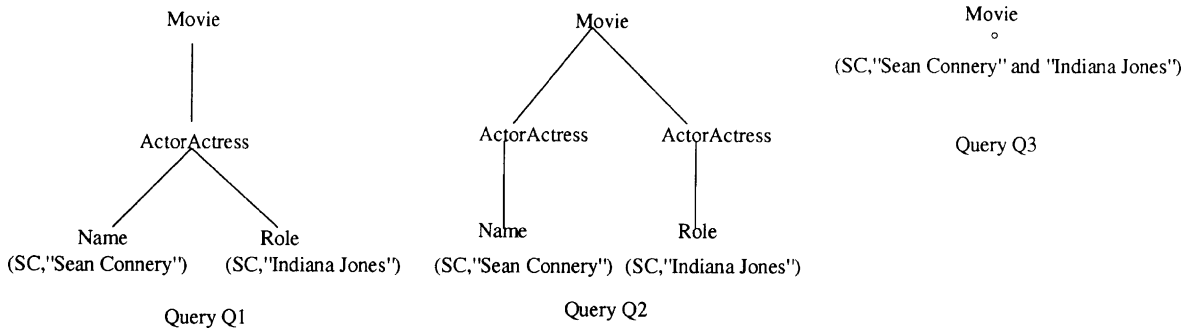 Movie
ActorActress
Name Role
(SC,"Sean Connery") (SC,"Indiana Jones")
Query Q1
Movie
ActorActress ActorActress
Name Role
(SC,"Sean Connery") (SC,"Indiana Jones")
Query Q2
Movie
(SC,"Sean Connery" and "Indiana Jones")
Query Q3